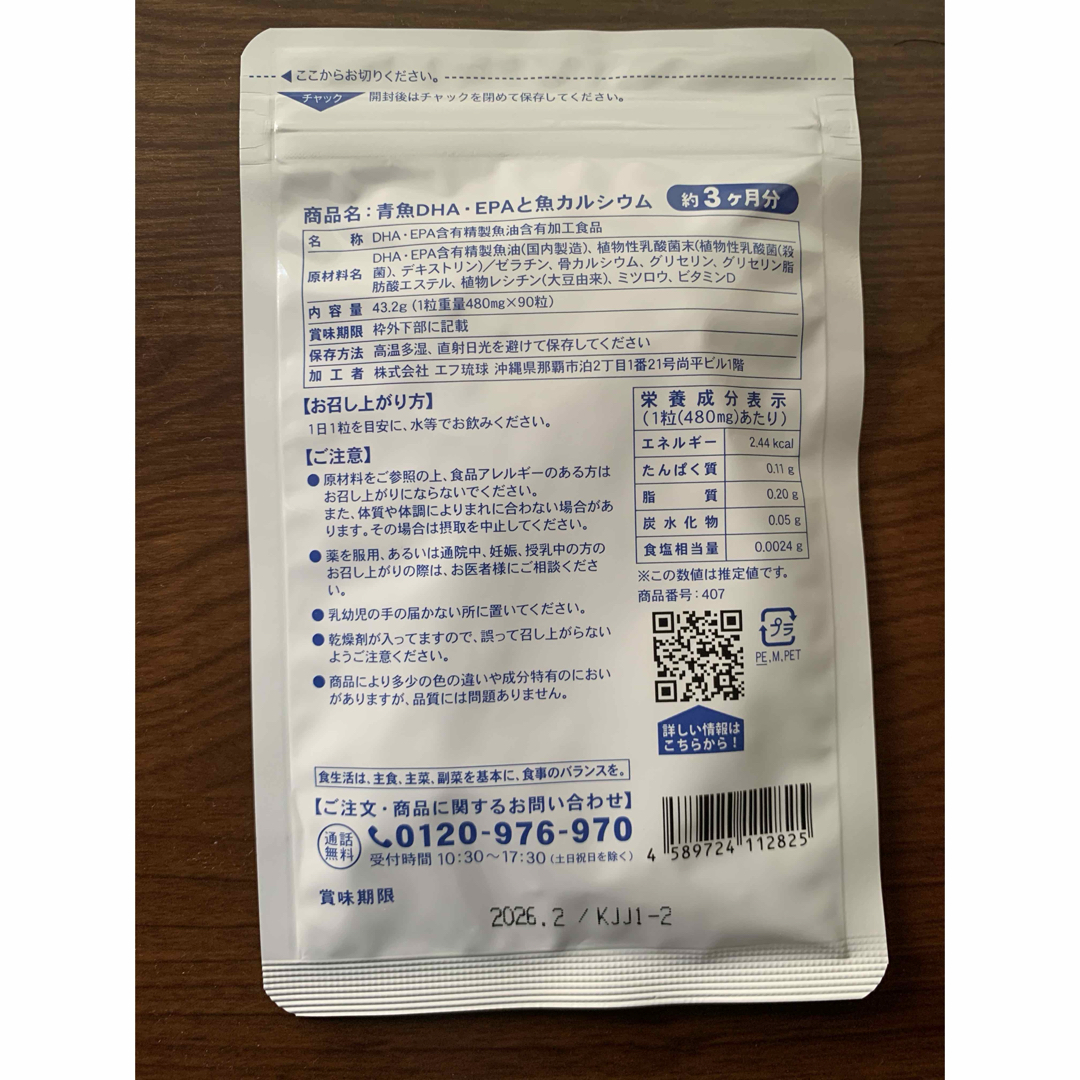 ◀ここからお切りください。
チャック 開封後はチャックを閉めて保存してください。
商品名：青魚DHA・EPAと魚カルシウム 約3ヶ月分
名称 DHA・EPA含有精製魚油含有加工食品
原材料名 DHA・EPA含有精製魚油(国内製造)、植物性乳酸菌末(植物性乳酸菌(殺
菌)、デキストリン)／ゼラチン、骨カルシウム、グリセリン、グリセリン脂
肪酸エステル、植物レシチン(大豆由来)、ミツロウ、ビタミンD
内容量 43.2g (1粒重量480mg×90粒)
賞味期限 枠外下部に記載
保存方法 高温多湿、直射日光を避けて保存してください
加工者 株式会社 エフ琉球 沖縄県那覇市泊2丁目1番21号尚平ビル1階
【お召し上がり方】
1日1粒を目安に、水等でお飲みください。
【ご注意】
●原材料をご参照の上、食品アレルギーのある方は
お召し上がりにならないでください。
また、体質や体調によりまれに合わない場合があ
ります。その場合は摂取を中止してください。
●薬を服用、あるいは通院中、妊娠、授乳中の方の
お召し上がりの際は、お医者様にご相談くださ
い。
●乳幼児の手の届かない所に置いてください。
●乾燥剤が入ってますので、誤って召し上がらない
ようご注意ください。
●商品により多少の色の違いや成分特有のにおい
がありますが、品質には問題ありません。
栄養成分表示
(1粒(480mg)あたり)
エネルギー 2.44 kcal
たんぱく質 0.11 g
脂質 0.20 g
炭水化物 0.05 g
食塩相当量 0.0024 g
※この数値は推定値です。
商品番号：407
プラ
PE.M.PET
詳しい情報は
こちらから！
食生活は、主食、主菜、副菜を基本に、食事のバランスを。
【ご注文・商品に関するお問い合わせ】
通話
無料
0120-976-970
受付時間 10:30～17:30 (土日祝日を除く)
4 589724 112825
賞味期限
2026.2 / KJJ1-2